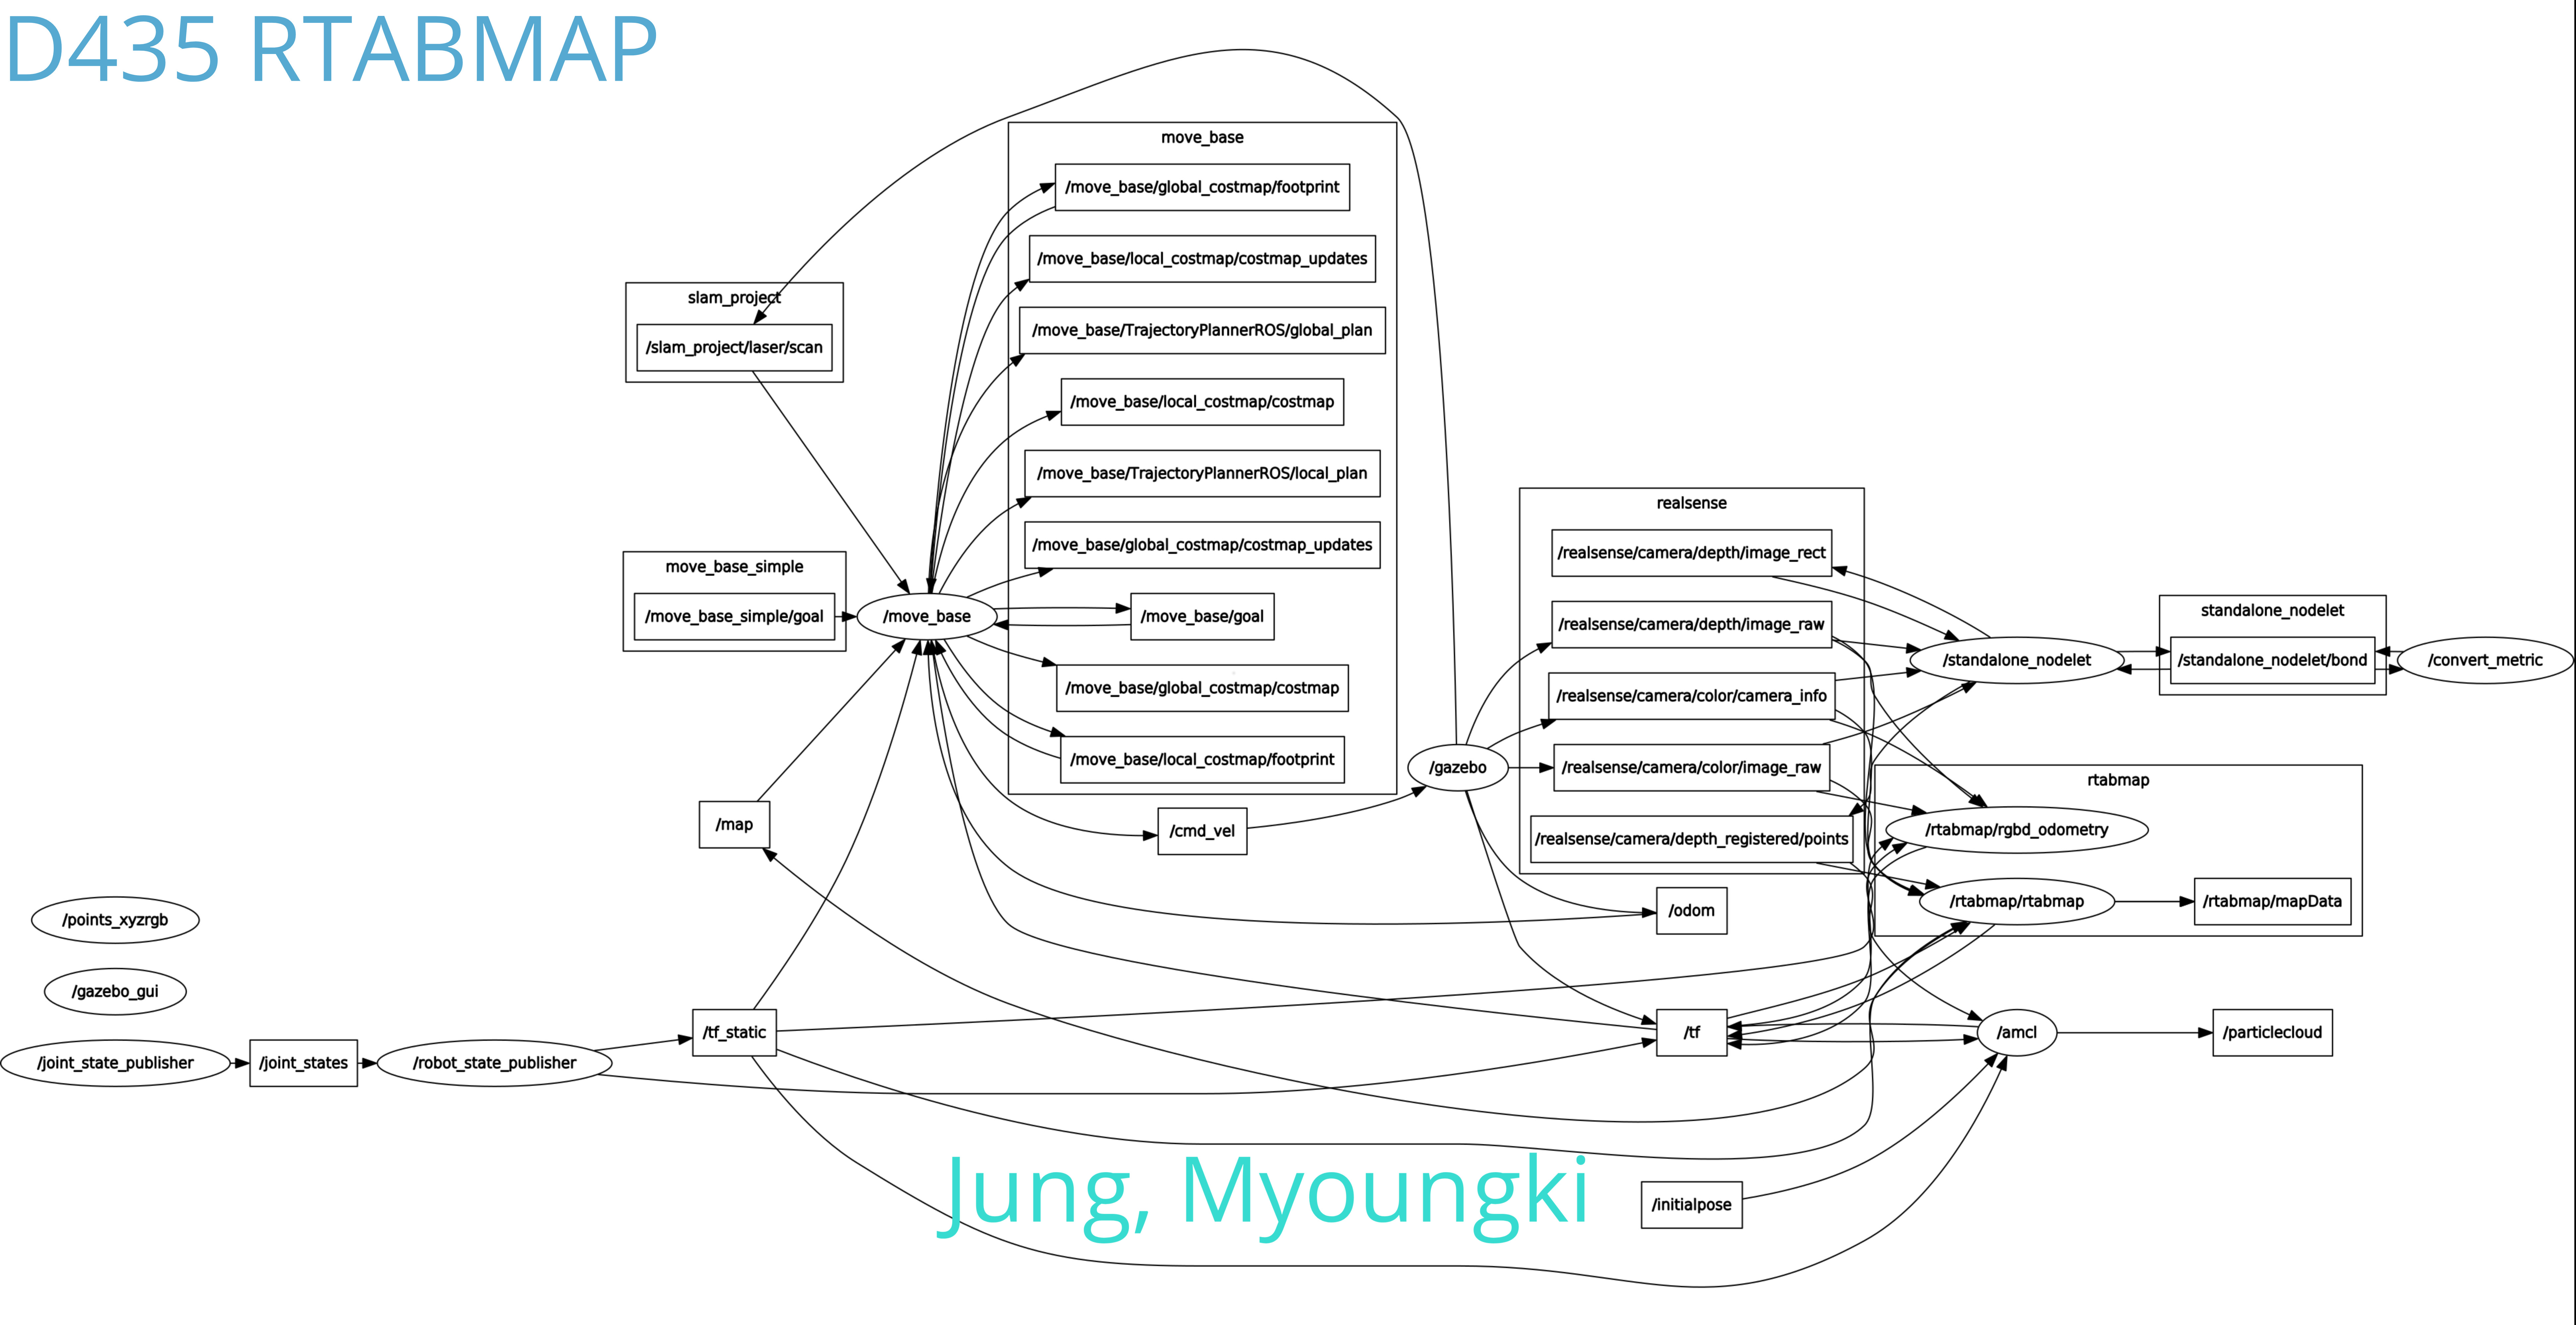 D435 RTABMAP
move_base
/move_base/global_costmap/footprint
/move_base/local_costmap/costmap_updates
/move_base/TrajectoryPlannerROS/global_plan
/move_base/local_costmap/costmap
/move_base/TrajectoryPlannerROS/local_plan
/move_base/global_costmap/costmap_updates
/move_base/goal
/move_base/global_costmap/costmap
/move_base/local_costmap/footprint
slam_project
/slam_project/laser/scan
move_base_simple
/move_base_simple/goal
/move_base
/map
/cmd_vel
/gazebo
realsense
/realsense/camera/depth/image_rect
/realsense/camera/depth/image_raw
/realsense/camera/color/camera_info
/realsense/camera/color/image_raw
/realsense/camera/depth_registered/points
/standalone_nodelet
standalone_nodelet
/standalone_nodelet/bond
/convert_metric
rtabmap
/rtabmap/rgbd_odometry
/rtabmap/rtabmap
/rtabmap/mapData
/odom
/points_xyzrgb
/gazebo_gui
/joint_state_publisher
/joint_states
/robot_state_publisher
/tf_static
/tf
/amcl
/particlecloud
/initialpose
Jung, Myoungki